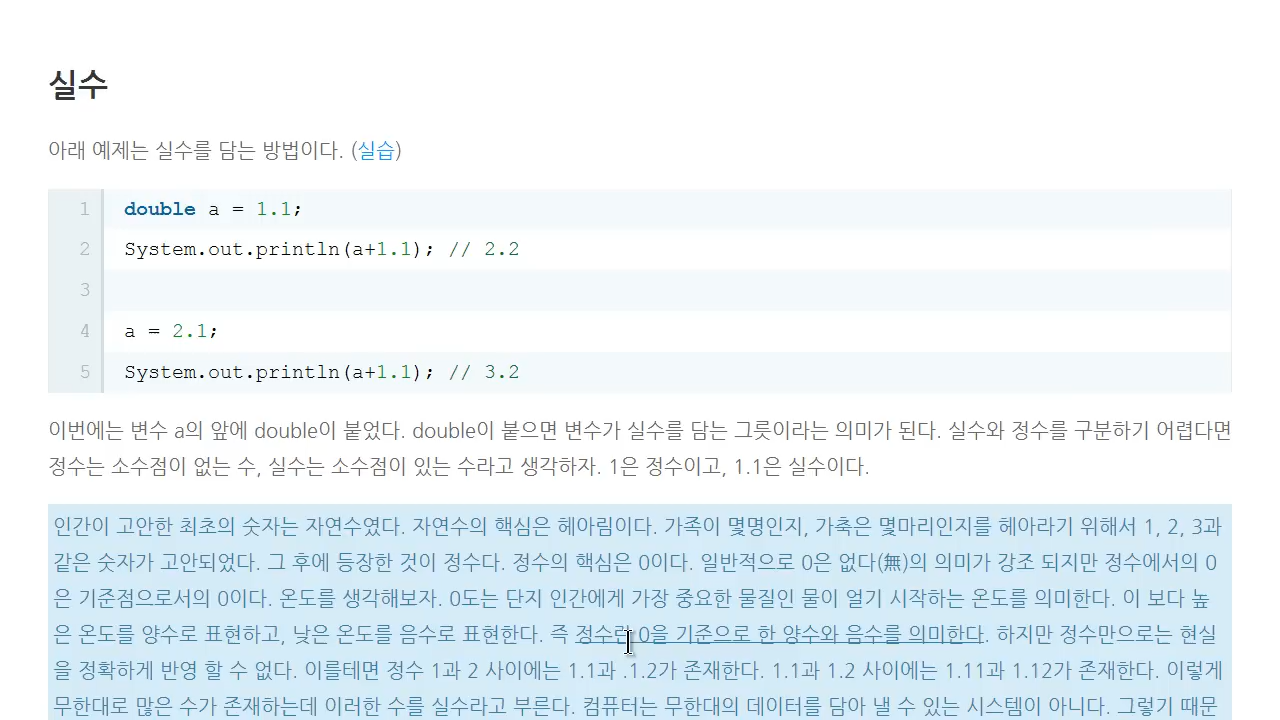 실수
아래 예제는 실수를 담는 방법이다. (실습)
1 double a = 1.1;
2 System.out.println(a+1.1); // 2.2
3
4 a = 2.1;
5 System.out.println(a+1.1); // 3.2
이번에는 변수 a의 앞에 double이 붙었다. double이 붙으면 변수가 실수를 담는 그릇이라는 의미가 된다. 실수와 정수를 구분하기 어렵다면
정수는 소수점이 없는 수, 실수는 소수점이 있는 수라고 생각하자. 1은 정수이고, 1.1은 실수이다.
인간이 고안한 최초의 숫자는 자연수였다. 자연수의 핵심은 헤아림이다. 가족이 몇명인지, 가축은 몇마리인지를 헤아라기 위해서 1, 2, 3과
같은 숫자가 고안되었다. 그 후에 등장한 것이 정수다. 정수의 핵심은 0이다. 일반적으로 0은 없다(無)의 의미가 강조 되지만 정수에서의 0
은 기준점으로서의 0이다. 온도를 생각해보자. 0도는 단지 인간에게 가장 중요한 물질인 물이 얼기 시작하는 온도를 의미한다. 이 보다 높
은 온도를 양수로 표현하고, 낮은 온도를 음수로 표현한다. 즉 정수란 0을 기준으로 한 양수와 음수를 의미한다. 하지만 정수만으로는 현실
을 정확하게 반영 할 수 없다. 이를테면 정수 1과 2 사이에는 1.1과 .1.2가 존재한다. 1.1과 1.2 사이에는 1.11과 1.12가 존재한다. 이렇게
무한대로 많은 수가 존재하는데 이러한 수를 실수라고 부른다. 컴퓨터는 무한대의 데이터를 담아 낼 수 있는 시스템이 아니다. 그렇기 때문